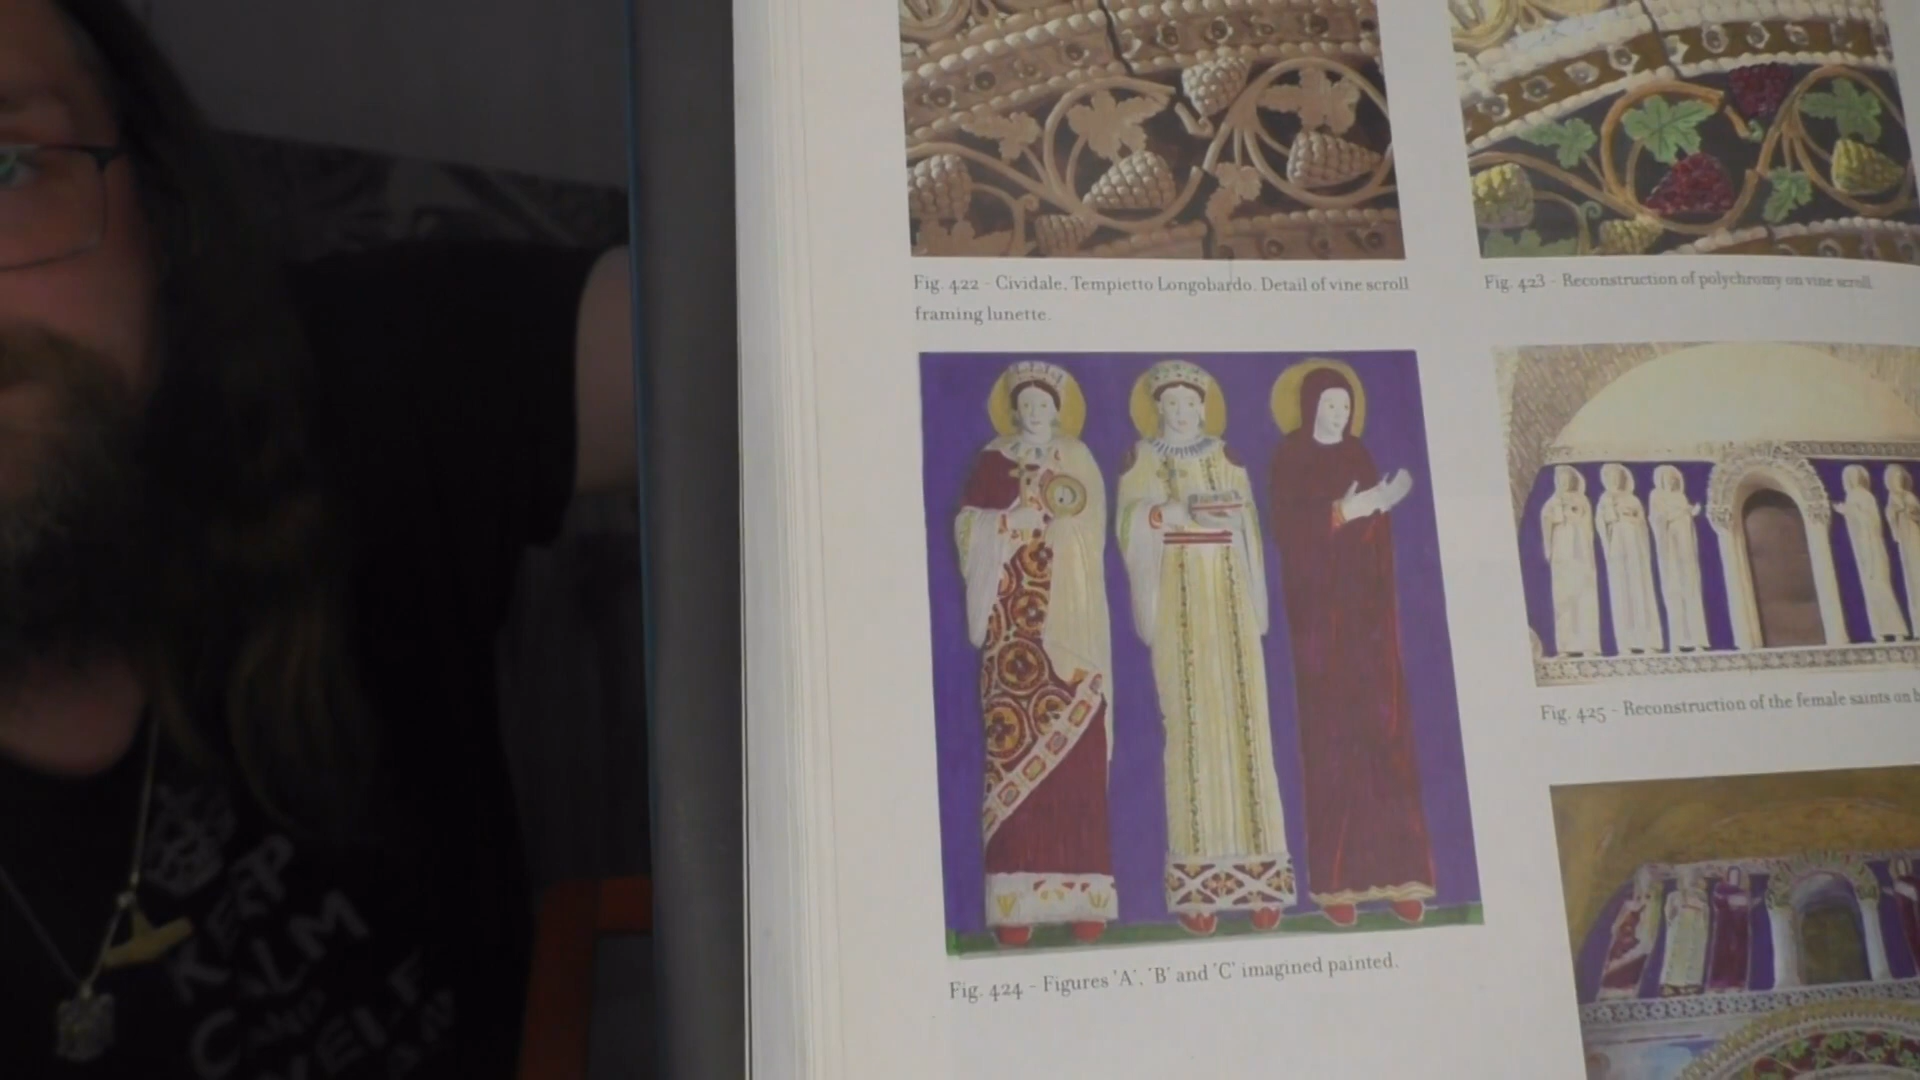 Fig. 422 - Cividale. Tempietto Longobardo. Detail of vine scroll
framing lunette.
Fig. 423 - Reconstruction of polychromy on vine scroll.
Fig. 424 - Figures 'A', 'B' and 'C' imagined painted.
Fig. 425 - Reconstruction of the female saints on
KEEP
CALM
AND